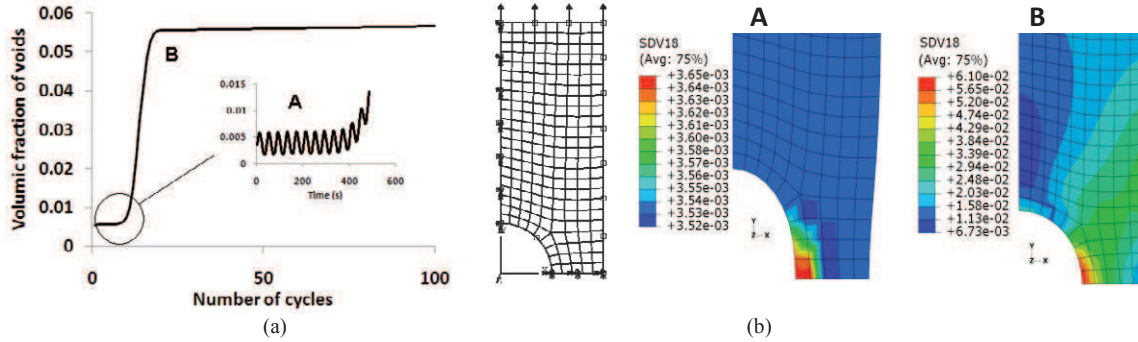 0.06
0.05
0.04
0.03
0.02
0.01
0
Volumic fraction of voids
B
0.015
0.01
0.005
0
A
0
200
400
600
Time (s)
0
50
100
Number of cycles
(a)
A
SDV18
(Avg: 75%)
+3.65e-03
+3.64e-03
+3.63e-03
+3.62e-03
+3.61e-03
+3.60e-03
+3.58e-03
+3.57e-03
+3.56e-03
+3.55e-03
+3.54e-03
+3.53e-03
+3.52e-03
Y
Z X
B
SDV18
(Avg: 75%)
+6.10e-02
+5.65e-02
+5.20e-02
+4.74e-02
+4.29e-02
+3.84e-02
+3.39e-02
+2.94e-02
+2.48e-02
+2.03e-02
+1.58e-02
+1.13e-02
+6.73e-03
Y
Z X
(b)